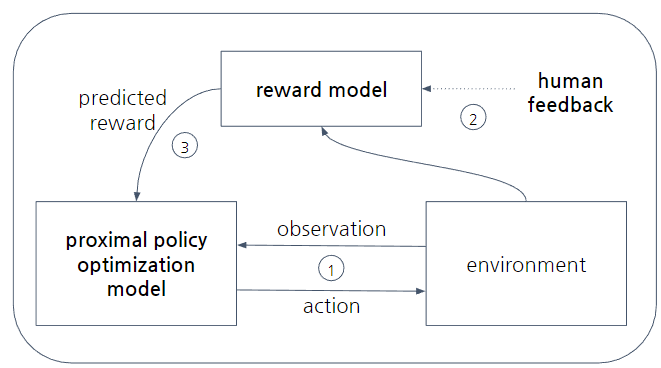 reward model
human
feedback
predicted
reward
2
3
proximal policy
optimization
model
observation
1
action
environment